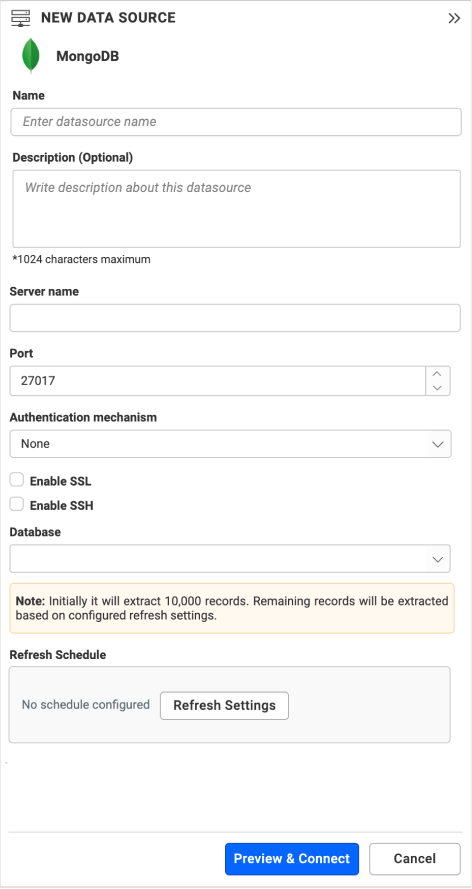 NEW DATA SOURCE
MongoDB
Name
Enter datasource name
Description (Optional)
Write description about this datasource
*1024 characters maximum
Server name
Port
27017
Authentication mechanism
None
Enable SSL
Enable SSH
Database
Note: Initially it will extract 10,000 records. Remaining records will be extracted
based on configured refresh settings.
Refresh Schedule
No schedule configured Refresh Settings
Preview & Connect Cancel